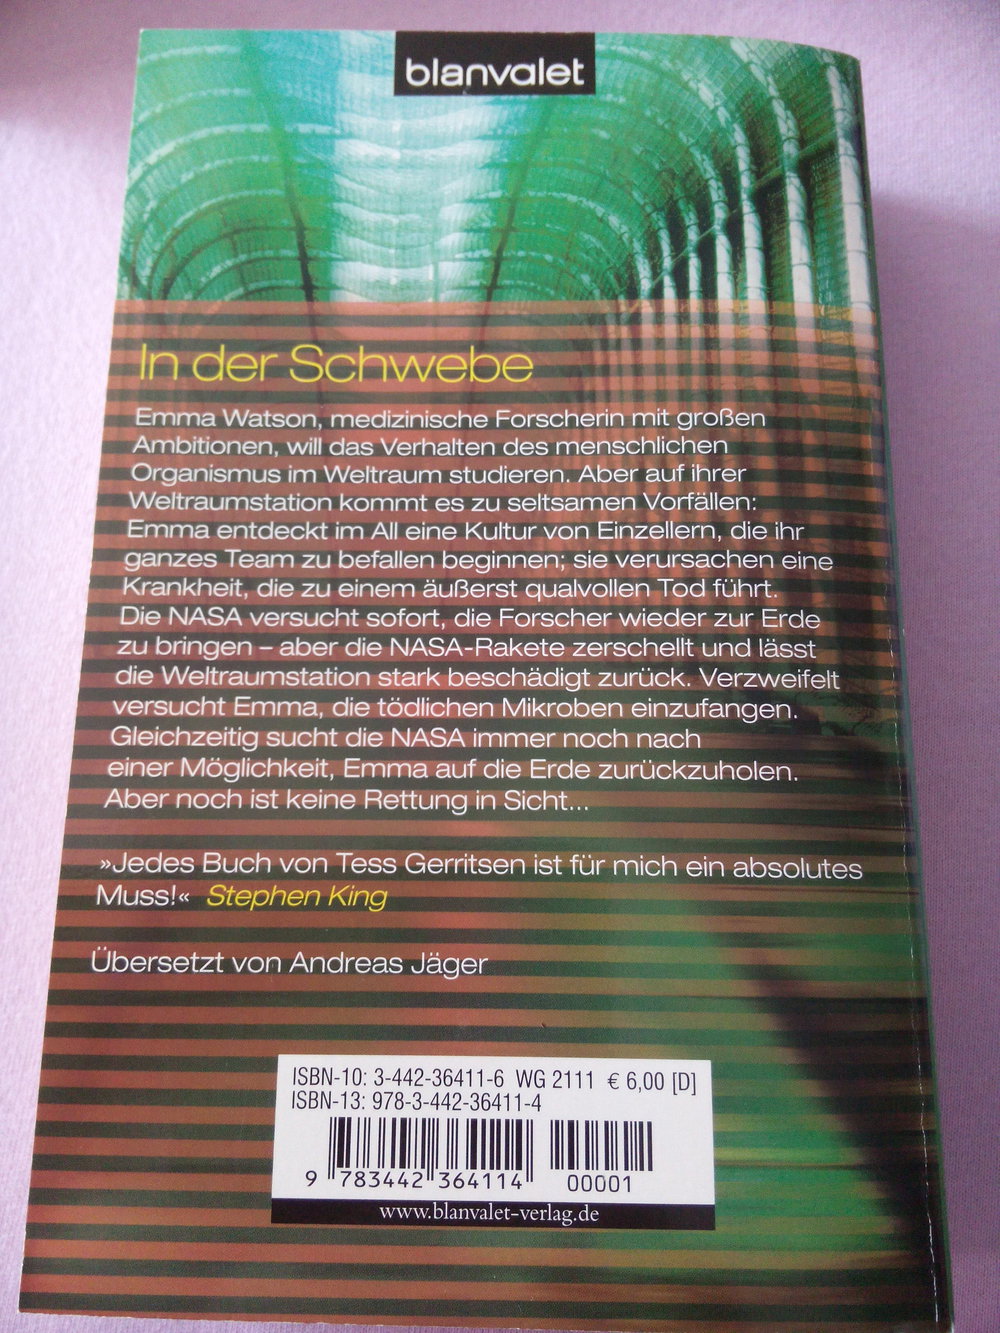 blanvalet
In der Schwebe
Emma Watson, medizinische Forscherin mit großen
Ambitionen, will das Verhalten des menschlichen
Organismus im Weltraum studieren. Aber auf ihrer
Weltraumstation kommt es zu seltsamen Vorfällen:
Emma entdeckt im All eine Kultur von Einzellern, die ihr
ganzes Team zu befallen beginnen; sie verursachen eine
Krankheit, die zu einem äußerst qualvollen Tod führt.
Die NASA versucht sofort, die Forscher wieder zur Erde
zu bringen – aber die NASA-Rakete zerschellt und lässt
die Weltraumstation stark beschädigt zurück. Verzweifelt
versucht Emma, die tödlichen Mikroben einzufangen.
Gleichzeitig sucht die NASA immer noch nach
einer Möglichkeit, Emma auf die Erde zurückzuholen.
Aber noch ist keine Rettung in Sicht...
»Jedes Buch von Tess Gerritsen ist für mich ein absolutes
Muss!« Stephen King
Übersetzt von Andreas Jäger
ISBN-10: 3-442-36411-6 WG 2111 € 6,00 [D]
ISBN-13: 978-3-442-36411-4
9 783442 364114 00001
www.blanvalet-verlag.de